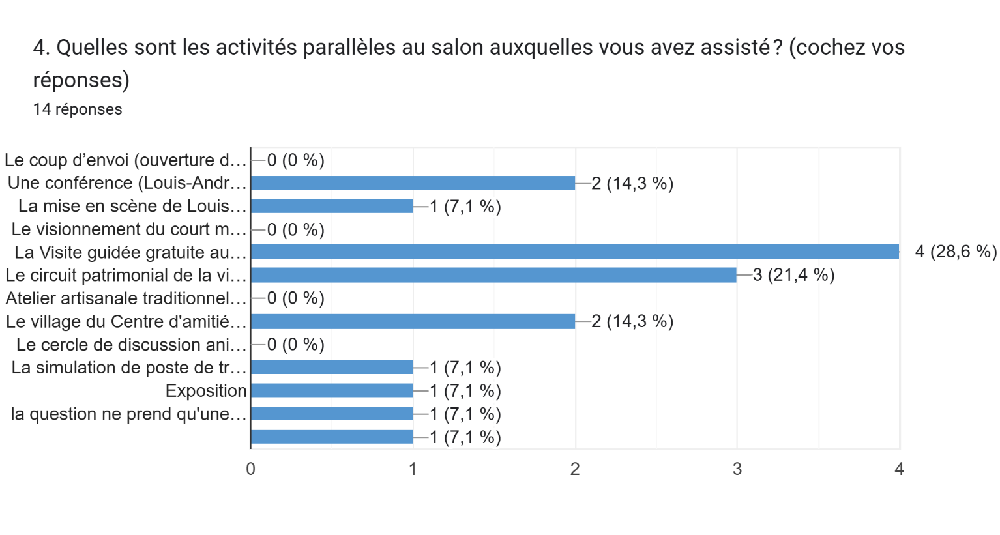 4. Quelles sont les activités parallèles au salon auxquelles vous avez assisté ? (cochez vos
réponses)
14 réponses
Le coup d’envoi (ouverture d… 0 (0 %)
Une conférence (Louis-Andr… 2 (14,3 %)
La mise en scène de Louis… 1 (7,1 %)
Le visionnement du court m… 0 (0 %)
La Visite guidée gratuite au… 4 (28,6 %)
Le circuit patrimonial de la vi… 3 (21,4 %)
Atelier artisanale traditionnel… 0 (0 %)
Le village du Centre d'amitié… 2 (14,3 %)
Le cercle de discussion ani… 0 (0 %)
La simulation de poste de tr… 1 (7,1 %)
Exposition 1 (7,1 %)
la question ne prend qu'une… 1 (7,1 %)
1 (7,1 %)
0 1 2 3 4